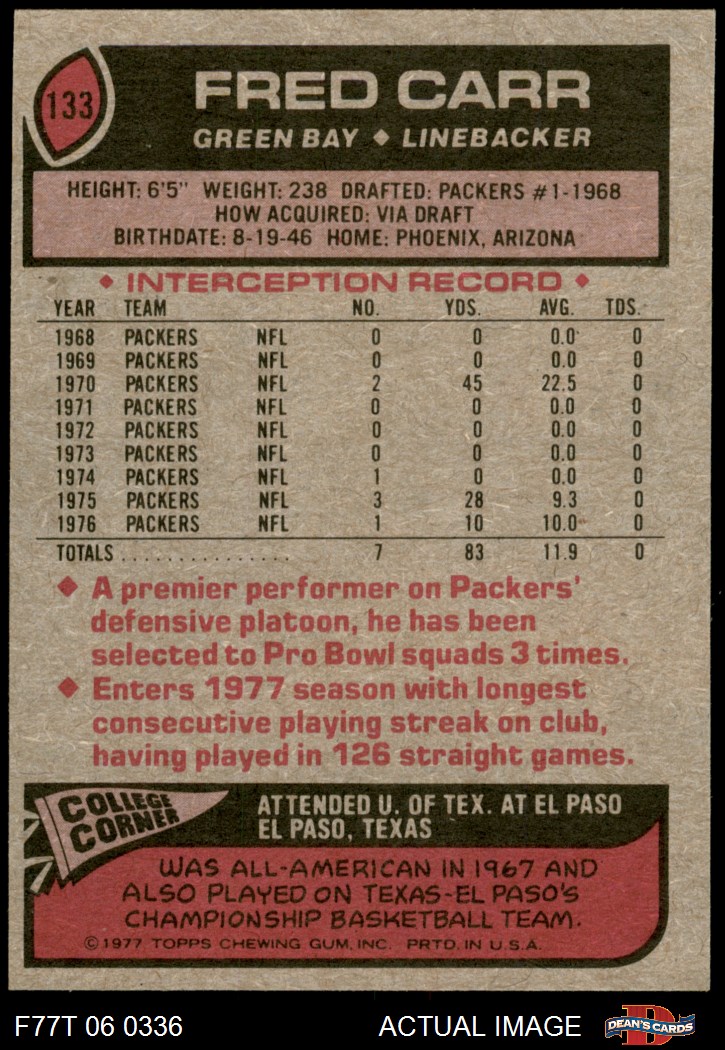 133
FRED CARR
GREEN BAY ◆ LINEBACKER
HEIGHT: 6'5" WEIGHT: 238 DRAFTED: PACKERS #1-1968
HOW ACQUIRED: VIA DRAFT
BIRTHDATE: 8-19-46 HOME: PHOENIX, ARIZONA
◆ INTERCEPTION RECORD ◆
YEAR TEAM NO. YDS. AVG. TDS.
1968 PACKERS NFL 0 0 0.0 0
1969 PACKERS NFL 0 0 0.0 0
1970 PACKERS NFL 2 45 22.5 0
1971 PACKERS NFL 0 0 0.0 0
1972 PACKERS NFL 0 0 0.0 0
1973 PACKERS NFL 0 0 0.0 0
1974 PACKERS NFL 1 0 0.0 0
1975 PACKERS NFL 3 28 9.3 0
1976 PACKERS NFL 1 10 10.0 0
TOTALS ................ 7 83 11.9 0
◆ A premier performer on Packers'
defensive platoon, he has been
selected to Pro Bowl squads 3 times.
◆ Enters 1977 season with longest
consecutive playing streak on club,
having played in 126 straight games.
COLLEGE
CORNER
ATTENDED U. OF TEX. AT EL PASO
EL PASO, TEXAS
WAS ALL-AMERICAN IN 1967 AND
ALSO PLAYED ON TEXAS-EL PASO'S
CHAMPIONSHIP BASKETBALL TEAM.
© 1977 TOPPS CHEWING GUM, INC. PRTD. IN U.S.A.
F77T 06 0336 ACTUAL IMAGE
D
DEAN'S CARDS